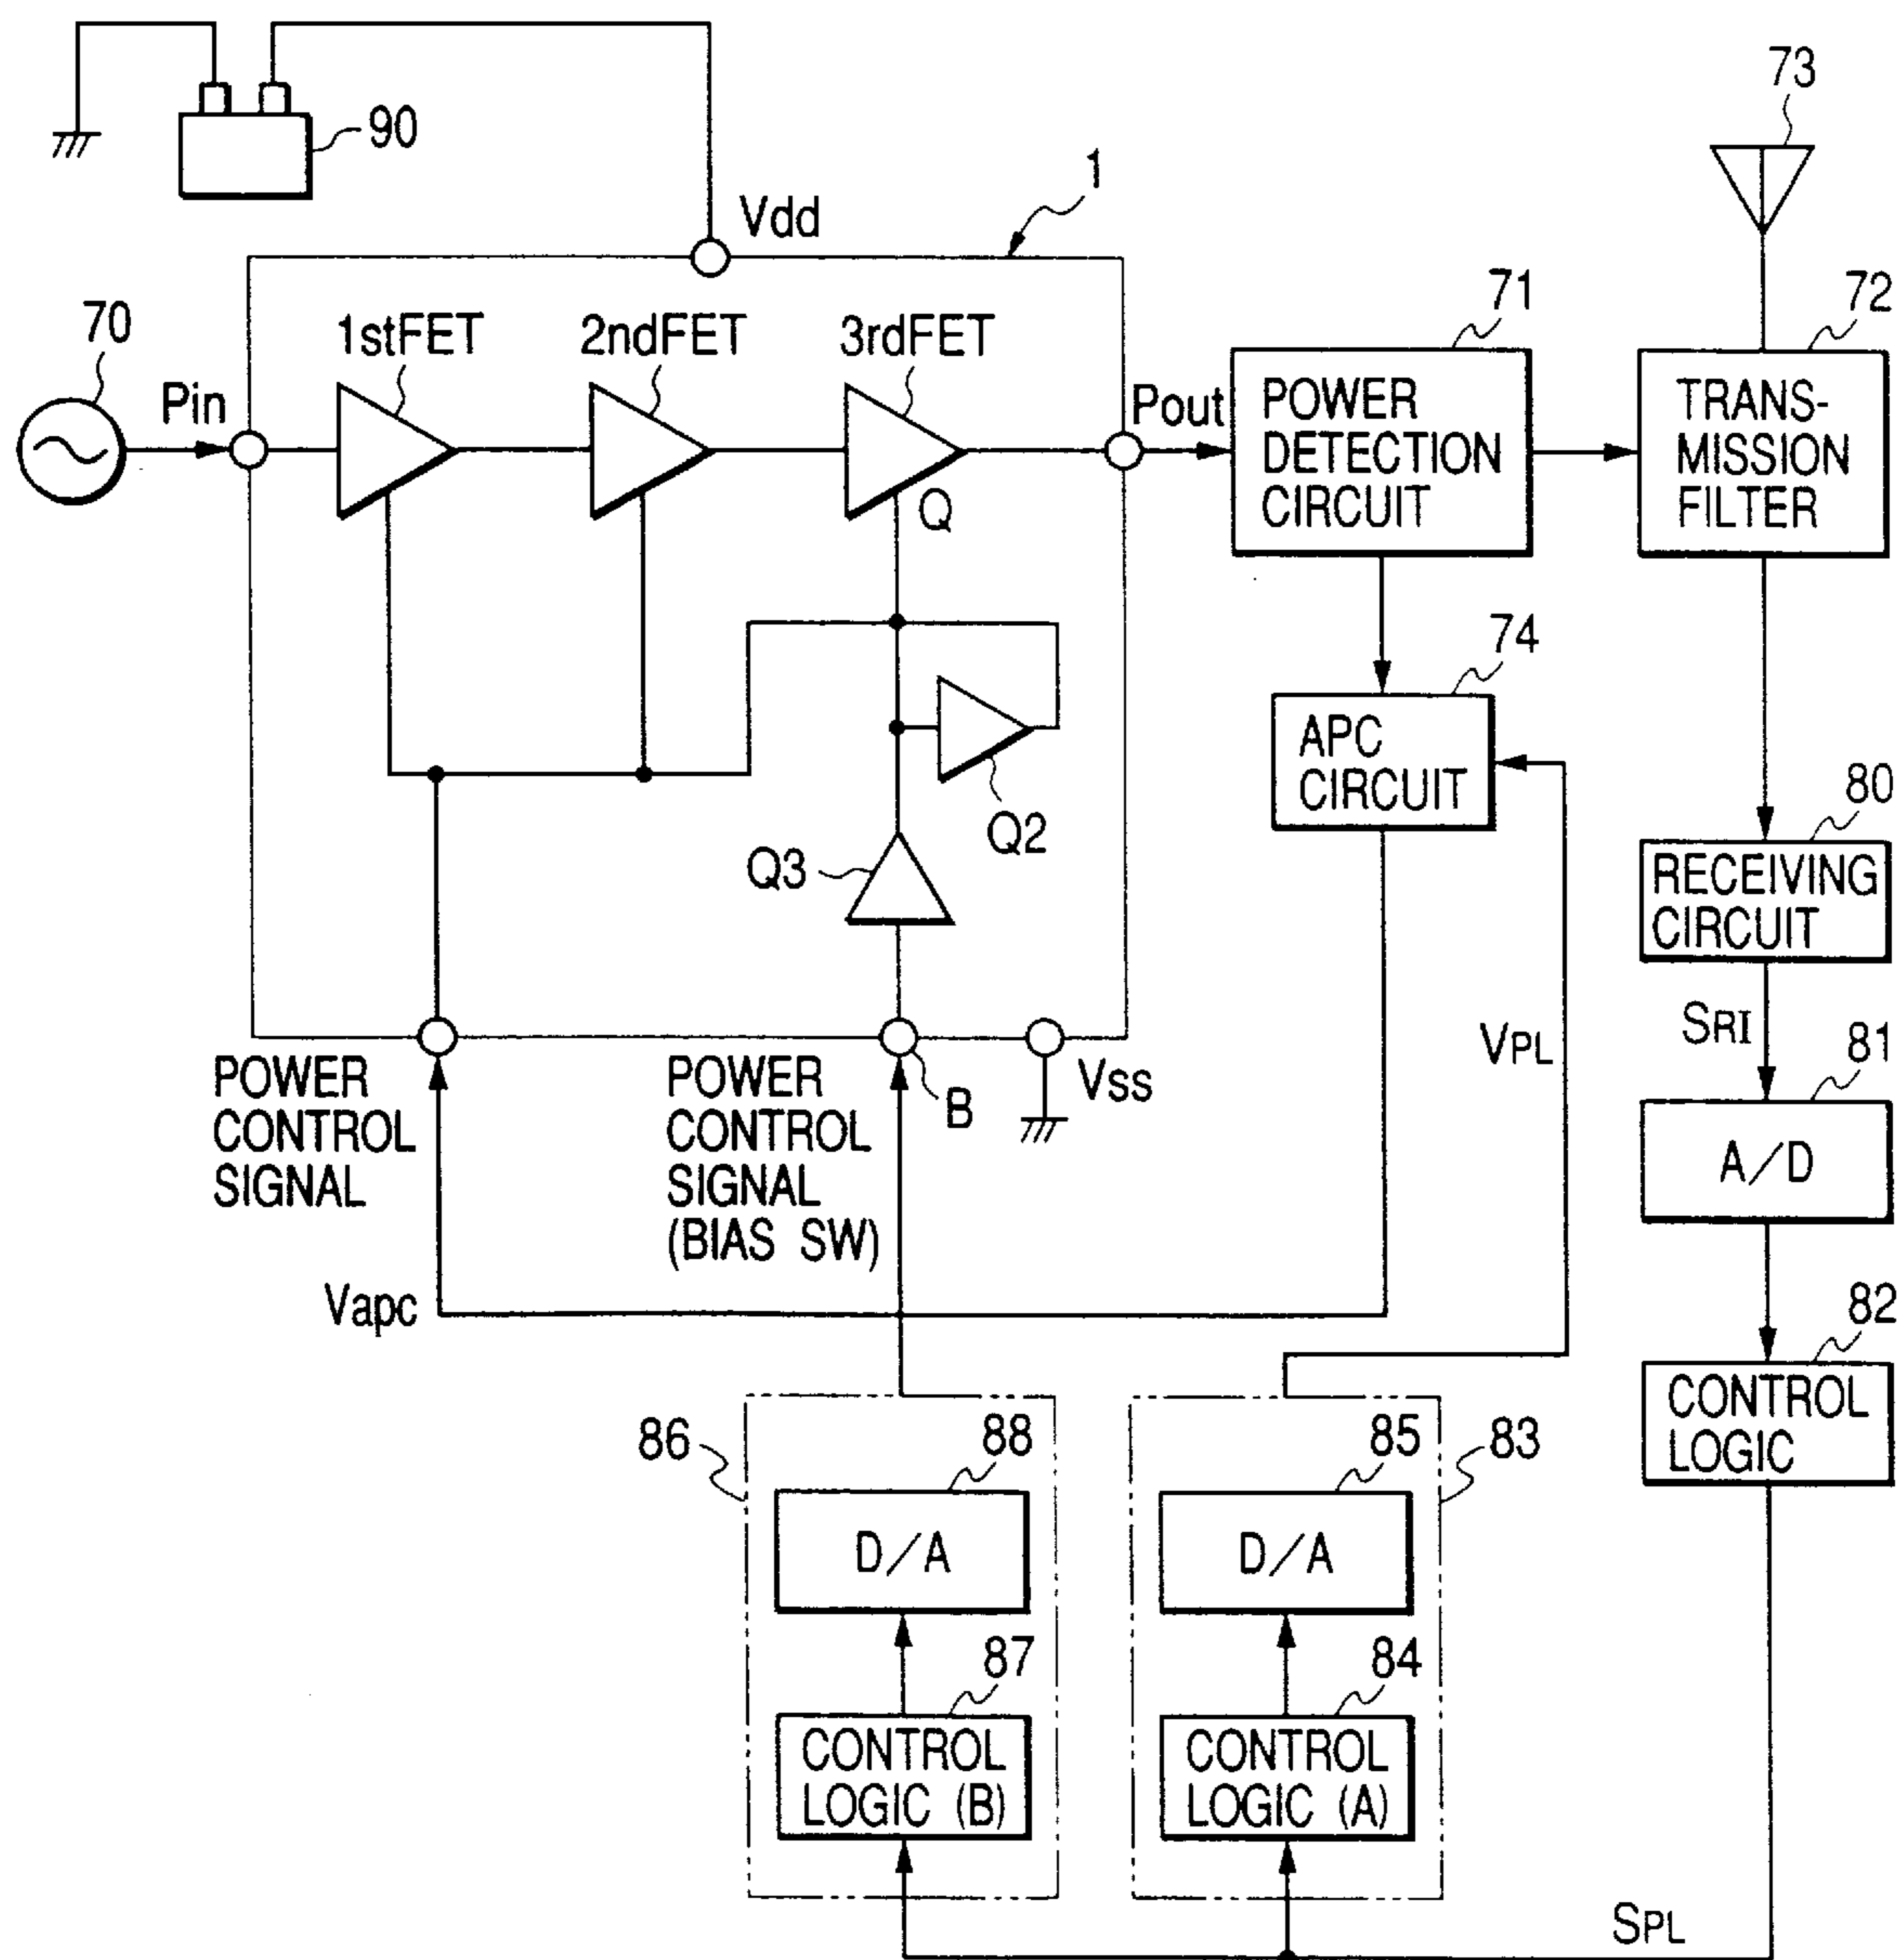 73
90
1
Vdd
70
1stFET
2ndFET
3rdFET
71
72
Pin
Pout
POWER
DETECTION
CIRCUIT
TRANS-
MISSION
FILTER
Q
74
APC
CIRCUIT
Q2
Q3
80
RECEIVING
CIRCUIT
SRI
VPL
81
POWER
CONTROL
SIGNAL
POWER
CONTROL
SIGNAL
(BIAS SW)
B
Vss
A/D
Vapc
82
CONTROL
LOGIC
86
88
85
83
D/A
D/A
87
84
CONTROL
LOGIC (B)
CONTROL
LOGIC (A)
SPL